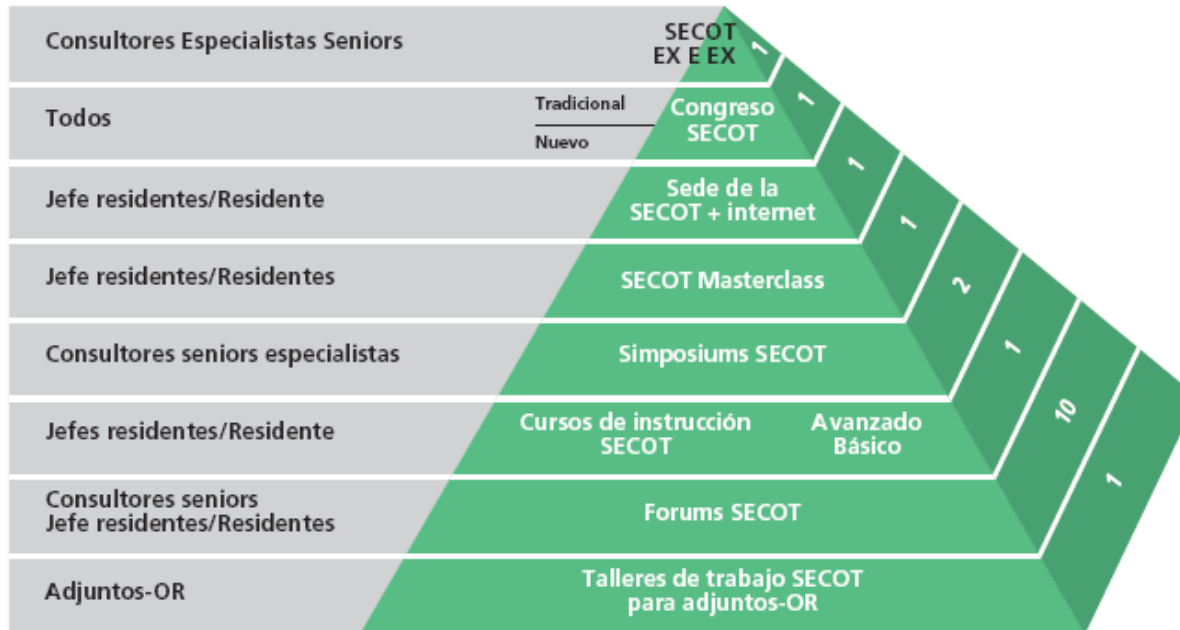 Consultores Especialistas Seniors
SECOT
EX E EX
1
Todos
Tradicional
Nuevo
Congreso
SECOT
1
Jefe residentes/Residente
Sede de la
SECOT + internet
1
Jefe residentes/Residentes
SECOT Masterclass
1
Consultores seniors especialistas
Simposiums SECOT
2
Jefes residentes/Residente
Cursos de instrucción
SECOT
Avanzado
Básico
1
Consultores seniors
Jefe residentes/Residentes
Forums SECOT
10
Adjuntos-OR
Talleres de trabajo SECOT
para adjuntos-OR
1